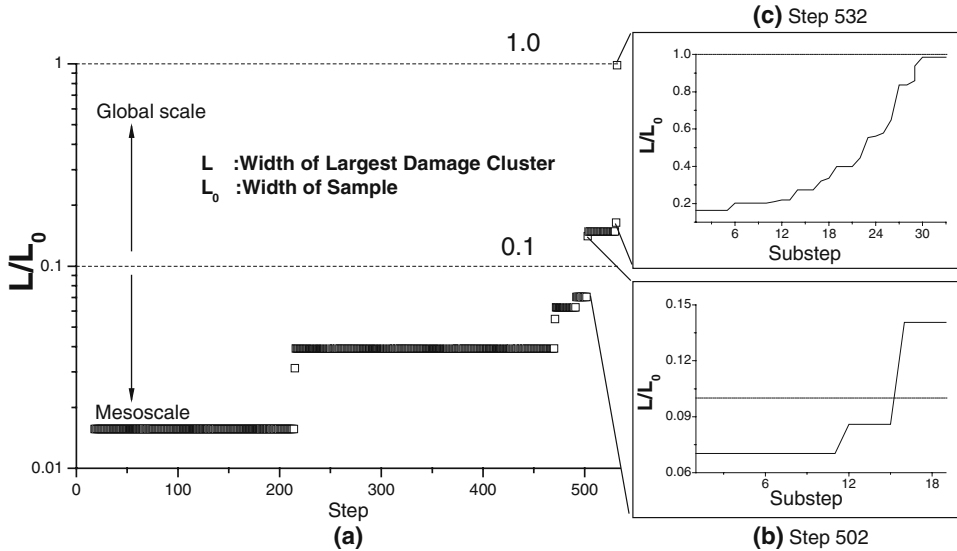 (c) Step 532
1.0
1
Global scale
L :Width of Largest Damage Cluster
L0 :Width of Sample
L/L0
0.1
0.1
Mesoscale
0.01
0 100 200 300 400 500
Step
(a)
1.0
0.8
0.6
0.4
0.2
L/L0
6 12 18 24 30
Substep
0.15
0.12
0.09
0.06
L/L0
6 12 18
Substep
(b) Step 502